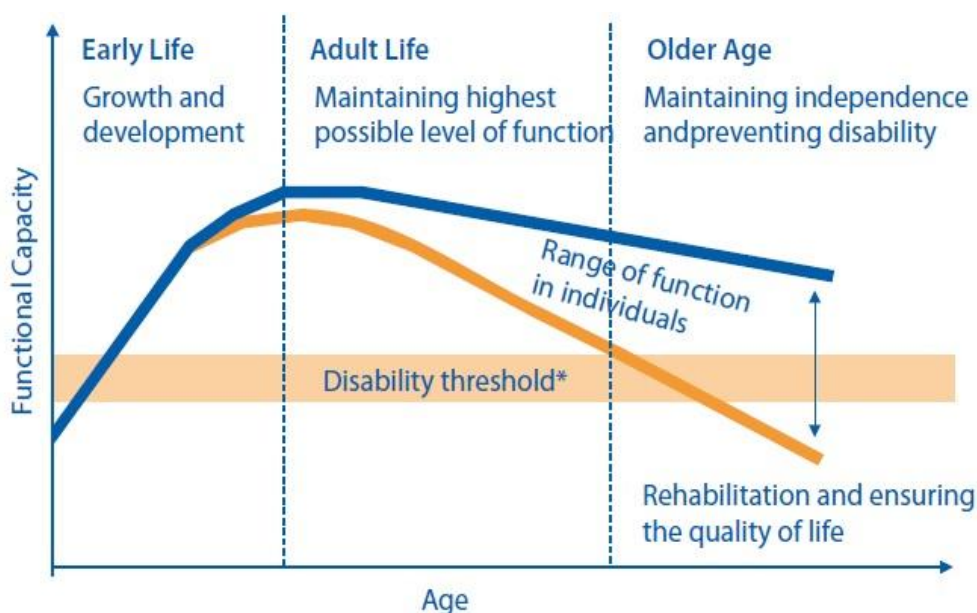 Early Life
Growth and
development
Adult Life
Maintaining highest
possible level of function
Older Age
Maintaining independence
andpreventing disability
Functional Capacity
Range of function
in individuals
Disability threshold*
Rehabilitation and ensuring
the quality of life
Age